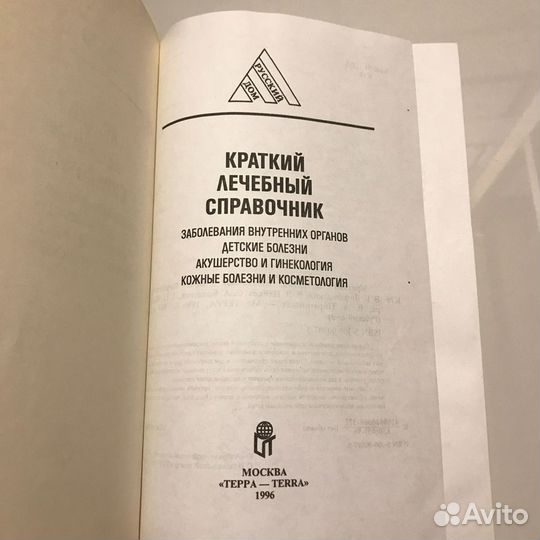 РУССКИЙ
ДОМ
КРАТКИЙ
ЛЕЧЕБНЫЙ
СПРАВОЧНИК
ЗАБОЛЕВАНИЯ ВНУТРЕННИХ ОРГАНОВ
ДЕТСКИЕ БОЛЕЗНИ
АКУШЕРСТВО И ГИНЕКОЛОГИЯ
КОЖНЫЕ БОЛЕЗНИ И КОСМЕТОЛОГИЯ
МОСКВА
«ТЕРРА — TERRA»
1996
Avito